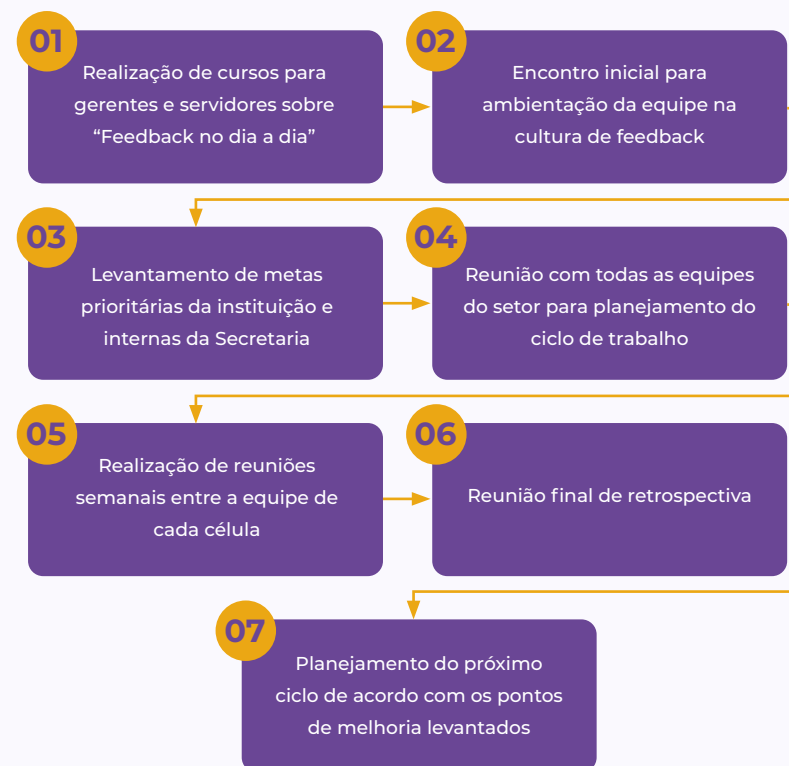 01
Realização de cursos para
gerentes e servidores sobre
“Feedback no dia a dia”
02
Encontro inicial para
ambientação da equipe na
cultura de feedback
03
Levantamento de metas
prioritárias da instituição e
internas da Secretaria
04
Reunião com todas as equipes
do setor para planejamento do
ciclo de trabalho
05
Realização de reuniões
semanais entre a equipe de
cada célula
06
Reunião final de retrospectiva
07
Planejamento do próximo
ciclo de acordo com os pontos
de melhoria levantados